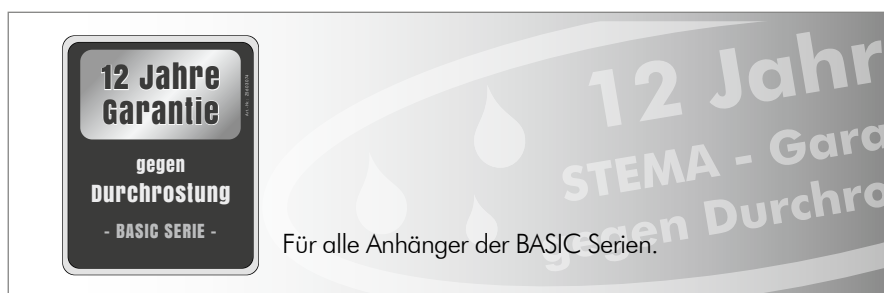 12 Jahre
Garantie
gegen
Durchrostung
- BASIC SERIE -
12 Jahr
STEMA - Gara
gegen Durchro
Für alle Anhänger der BASIC Serien.